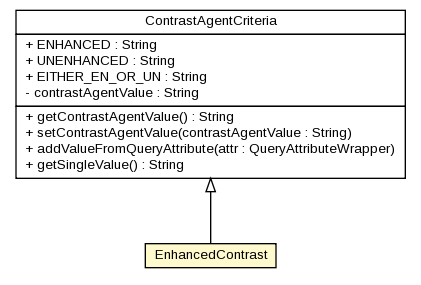 ContrastAgentCriteria
+ ENHANCED : String
+ UNENHANCED : String
+ EITHER_EN_OR_UN : String
- contrastAgentValue : String
+ getContrastAgentValue() : String
+ setContrastAgentValue(contrastAgentValue : String)
+ addValueFromQueryAttribute(attr : QueryAttributeWrapper)
+ getSingleValue() : String
EnhancedContrast